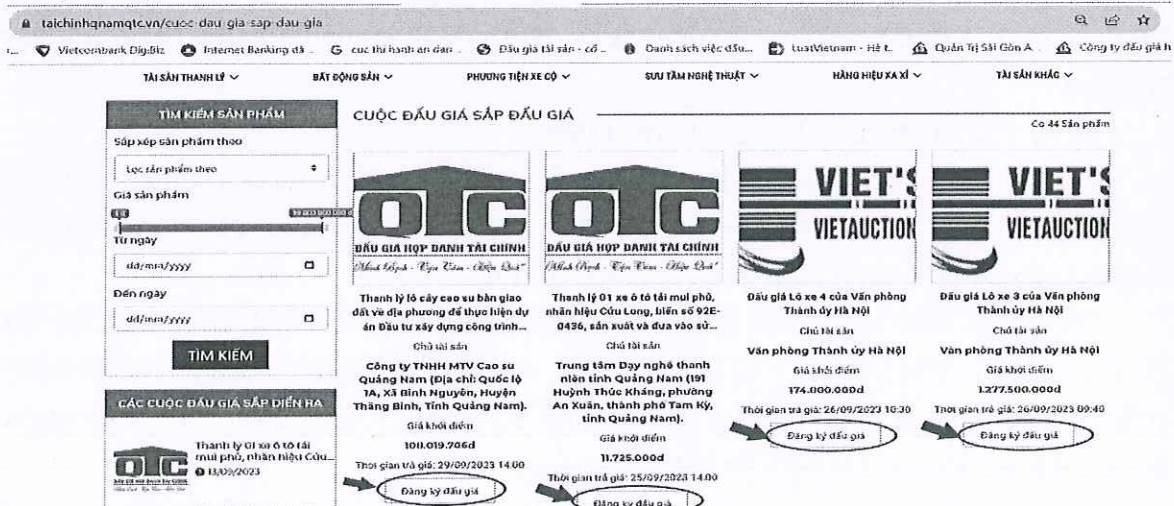 taichinhqnamqtc.vn/cuoc-dau-gia-sap-dau-gia
Vietcombank DigiBiz
Internet Banking dà
cuc thi hanh an dan
Đấu giá tài sản - cổ...
Danh sách việc đấu...
LuatVietnam - Hệ t...
Quản Trị Sài Gòn A...
Công ty đấu giá h
TÀI SẢN THANH LÝ
BẤT ĐỘNG SẢN
PHƯƠNG TIỆN XE CỘ
SƯU TẦM NGHỆ THUẬT
HÀNG HIỆU XA XỈ
TÀI SẢN KHÁC
TÌM KIẾM SẢN PHẨM
Sắp xếp sản phẩm theo
Lọc sản phẩm theo
Giá sản phẩm
Từ ngày
dd/mm/yyyy
Đến ngày
dd/mm/yyyy
TÌM KIẾM
CÁC CUỘC ĐẤU GIÁ SẮP DIỄN RA
QTC
Thanh lý 01 xe ô tô tải
mui phủ, nhãn hiệu Cửu...
13/09/2023
CUỘC ĐẤU GIÁ SẮP ĐẤU GIÁ
Có 44 Sản phẩm
QTC
ĐẤU GIÁ HỢP DANH TÀI CHÍNH
Minh Bạch - Tận Tâm - Hiệu Quả
Thanh lý lô cây cao su bàn giao
đất về địa phương để thực hiện dự
án Đầu tư xây dựng công trình...
Chủ tài sản
Công ty TNHH MTV Cao su
Quảng Nam (Địa chỉ: Quốc lộ
1A, Xã Bình Nguyên, Huyện
Thăng Bình, Tỉnh Quảng Nam).
Giá khởi điểm
100.019.706đ
Thời gian trả giá: 29/09/2023 14:00
Đăng ký đấu giá
QTC
ĐẤU GIÁ HỢP DANH TÀI CHÍNH
Minh Bạch - Tận Tâm - Hiệu Quả
Thanh lý 01 xe ô tô tải mui phủ,
nhãn hiệu Cửu Long, biển số 92E-
0436, sản xuất và đưa vào sử...
Chủ tài sản
Trung tâm Dạy nghề thanh
niên tỉnh Quảng Nam (191
Huỳnh Thúc Kháng, phường
An Xuân, thành phố Tam Kỳ,
tỉnh Quảng Nam).
Giá khởi điểm
11.725.000đ
Thời gian trả giá: 25/09/2023 14:00
Đăng ký đấu giá
VIET'S
VIETAUCTION
Đấu giá Lô xe 4 của Văn phòng
Thành ủy Hà Nội
Chủ tài sản
Văn phòng Thành ủy Hà Nội
Giá khởi điểm
174.000.000đ
Thời gian trả giá: 26/09/2023 10:30
Đăng ký đấu giá
VIET'S
VIETAUCTION
Đấu giá Lô xe 3 của Văn phòng
Thành ủy Hà Nội
Chủ tài sản
Văn phòng Thành ủy Hà Nội
Giá khởi điểm
1.277.500.000đ
Thời gian trả giá: 26/09/2023 09:40
Đăng ký đấu giá